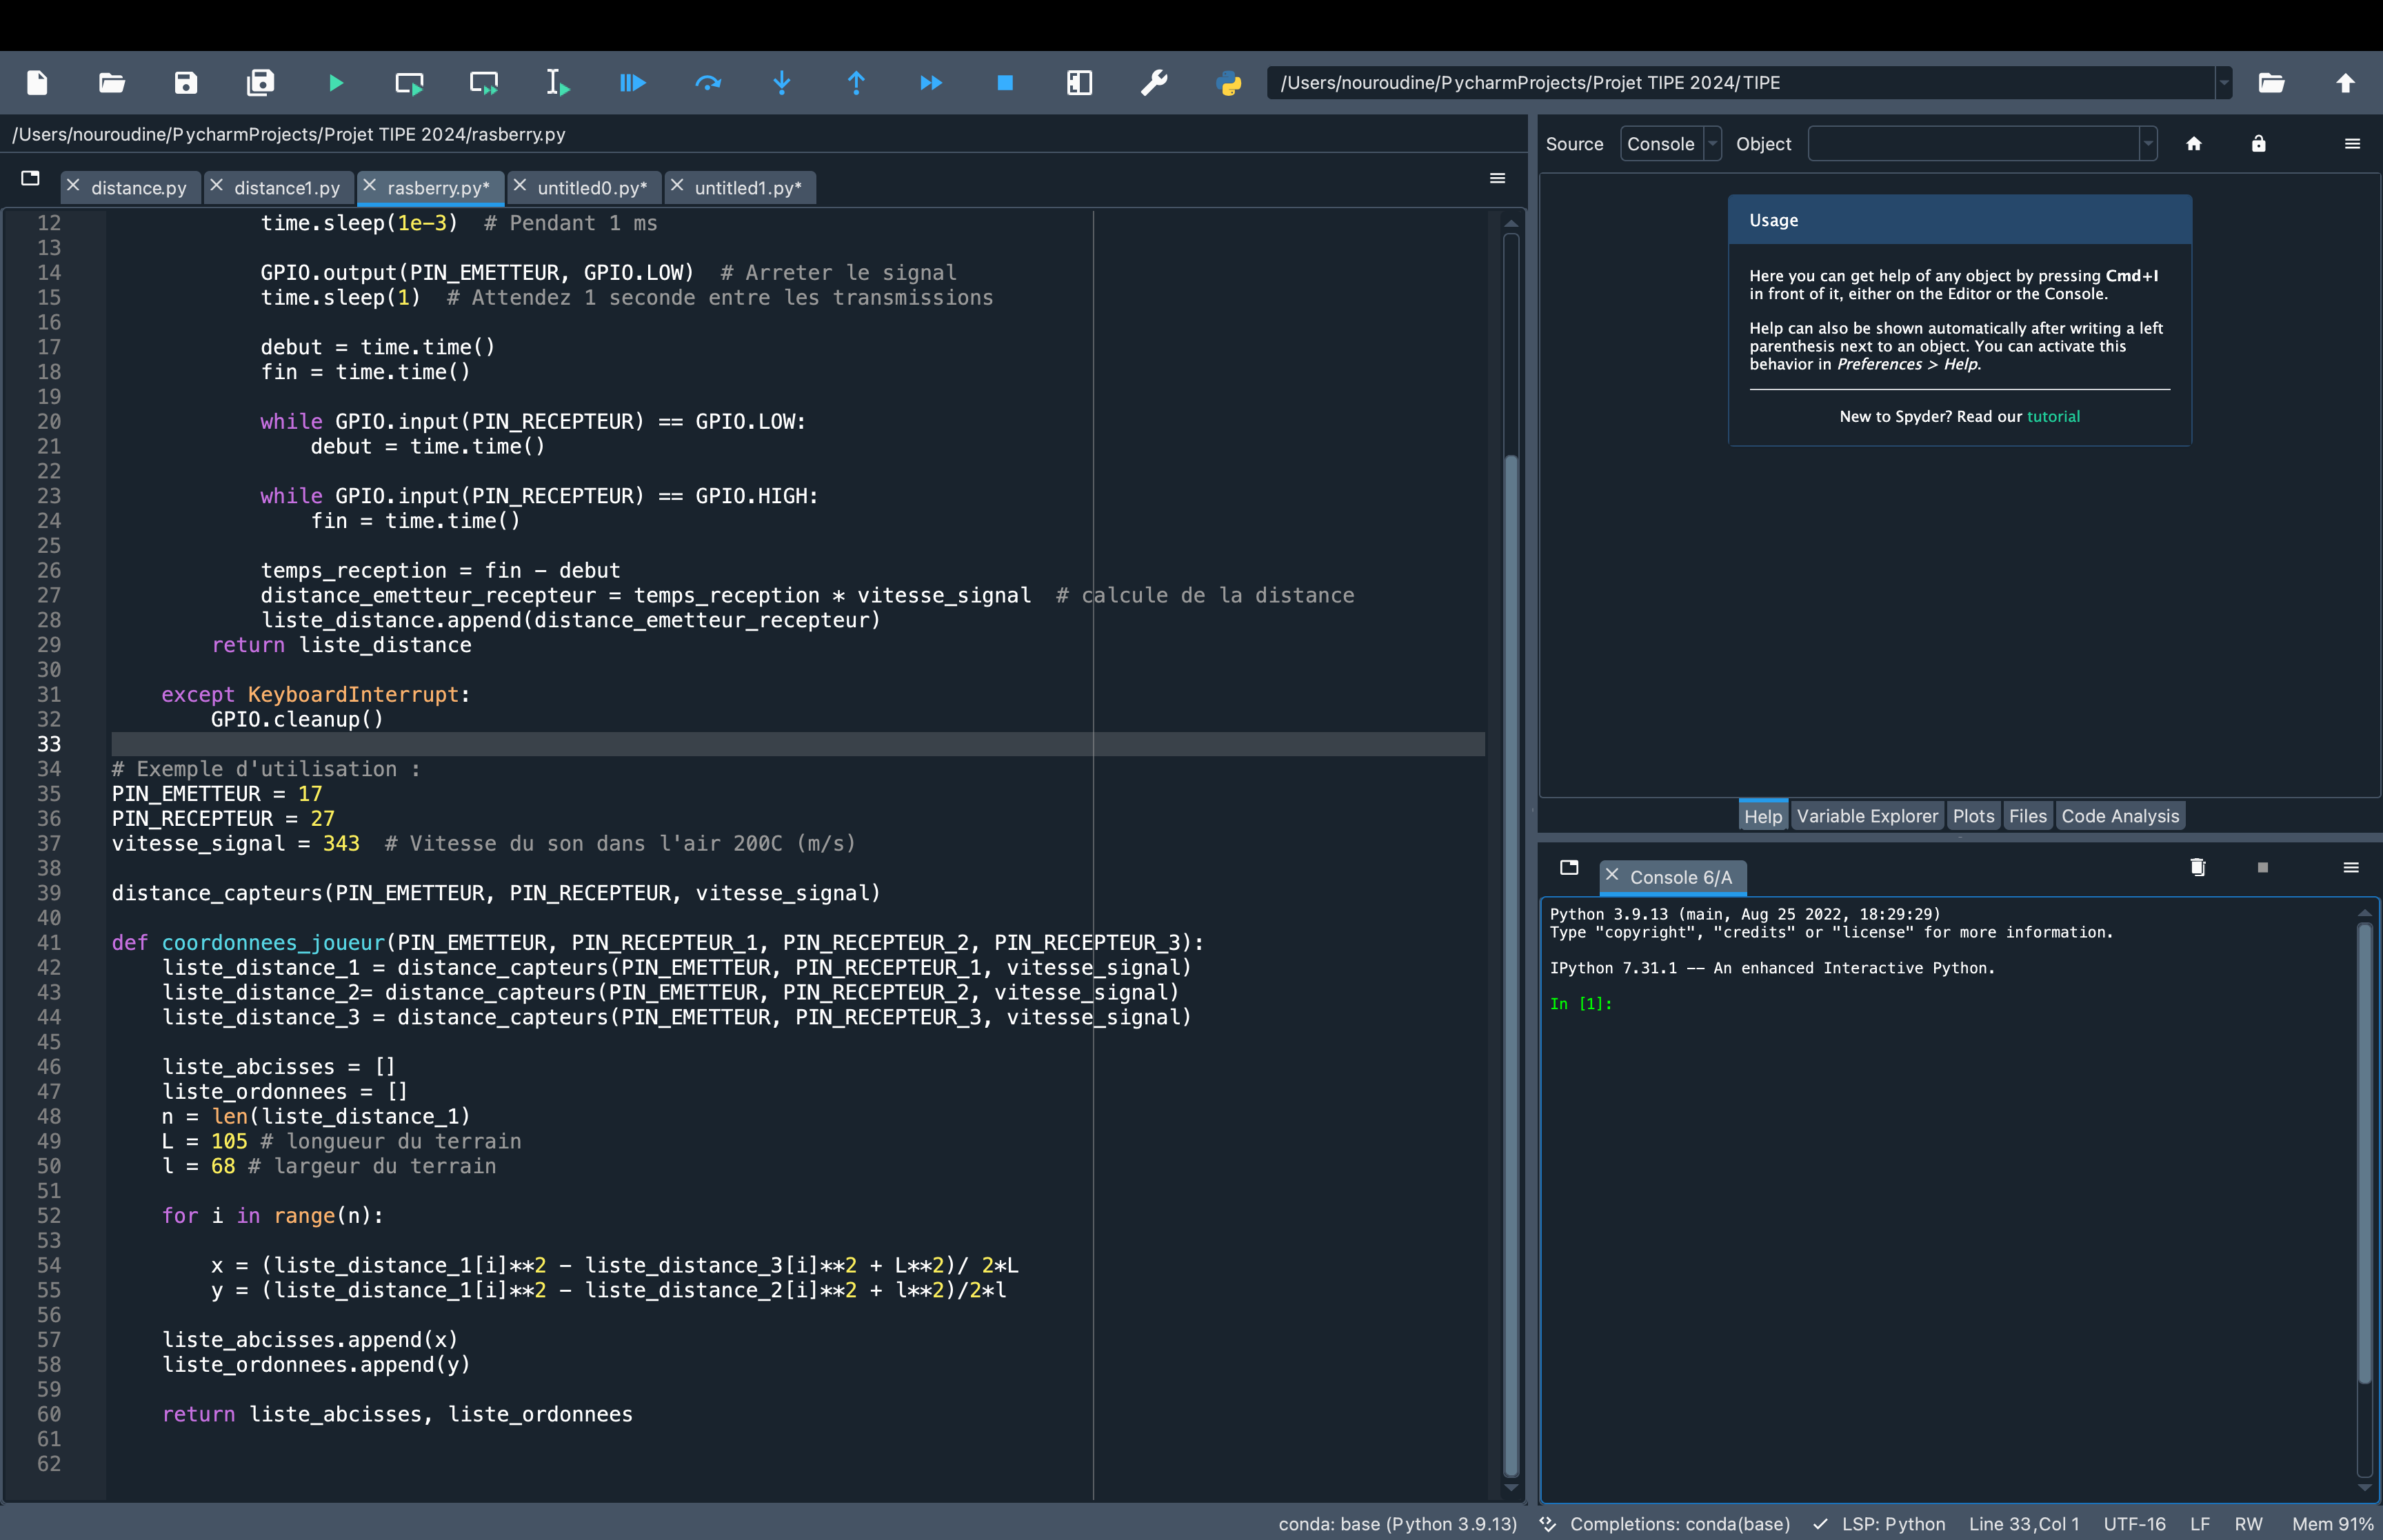 /Users/nouroudine/PycharmProjects/Projet TIPE 2024/TIPE
/Users/nouroudine/PycharmProjects/Projet TIPE 2024/rasberry.py
distance.py distance1.py rasberry.py* untitled0.py* untitled1.py*
12 time.sleep(1e-3) # Pendant 1 ms
13
14 GPIO.output(PIN_EMETTEUR, GPIO.LOW) # Arreter le signal
15 time.sleep(1) # Attendez 1 seconde entre les transmissions
16
17 debut = time.time()
18 fin = time.time()
19
20 while GPIO.input(PIN_RECEPTEUR) == GPIO.LOW:
21 debut = time.time()
22
23 while GPIO.input(PIN_RECEPTEUR) == GPIO.HIGH:
24 fin = time.time()
25
26 temps_reception = fin - debut
27 distance_emetteur_recepteur = temps_reception * vitesse_signal # calcule de la distance
28 liste_distance.append(distance_emetteur_recepteur)
29 return liste_distance
30
31 except KeyboardInterrupt:
32 GPIO.cleanup()
33
34 # Exemple d'utilisation :
35 PIN_EMETTEUR = 17
36 PIN_RECEPTEUR = 27
37 vitesse_signal = 343 # Vitesse du son dans l'air 200C (m/s)
38
39 distance_capteurs(PIN_EMETTEUR, PIN_RECEPTEUR, vitesse_signal)
40
41 def coordonnees_joueur(PIN_EMETTEUR, PIN_RECEPTEUR_1, PIN_RECEPTEUR_2, PIN_RECEPTEUR_3):
42 liste_distance_1 = distance_capteurs(PIN_EMETTEUR, PIN_RECEPTEUR_1, vitesse_signal)
43 liste_distance_2= distance_capteurs(PIN_EMETTEUR, PIN_RECEPTEUR_2, vitesse_signal)
44 liste_distance_3 = distance_capteurs(PIN_EMETTEUR, PIN_RECEPTEUR_3, vitesse_signal)
45
46 liste_abcisses = []
47 liste_ordonnees = []
48 n = len(liste_distance_1)
49 L = 105 # longueur du terrain
50 l = 68 # largeur du terrain
51
52 for i in range(n):
53
54 x = (liste_distance_1[i]**2 - liste_distance_3[i]**2 + L**2)/ 2*L
55 y = (liste_distance_1[i]**2 - liste_distance_2[i]**2 + l**2)/2*l
56
57 liste_abcisses.append(x)
58 liste_ordonnees.append(y)
59
60 return liste_abcisses, liste_ordonnees
61
62
Source Console Object
Usage
Here you can get help of any object by pressing Cmd+I
in front of it, either on the Editor or the Console.
Help can also be shown automatically after writing a left
parenthesis next to an object. You can activate this
behavior in Preferences > Help.
New to Spyder? Read our tutorial
Help Variable Explorer Plots Files Code Analysis
Console 6/A
Python 3.9.13 (main, Aug 25 2022, 18:29:29)
Type "copyright", "credits" or "license" for more information.
IPython 7.31.1 -- An enhanced Interactive Python.
In [1]:
conda: base (Python 3.9.13) Completions: conda(base) LSP: Python Line 33,Col 1 UTF-16 LF RW Mem 91%